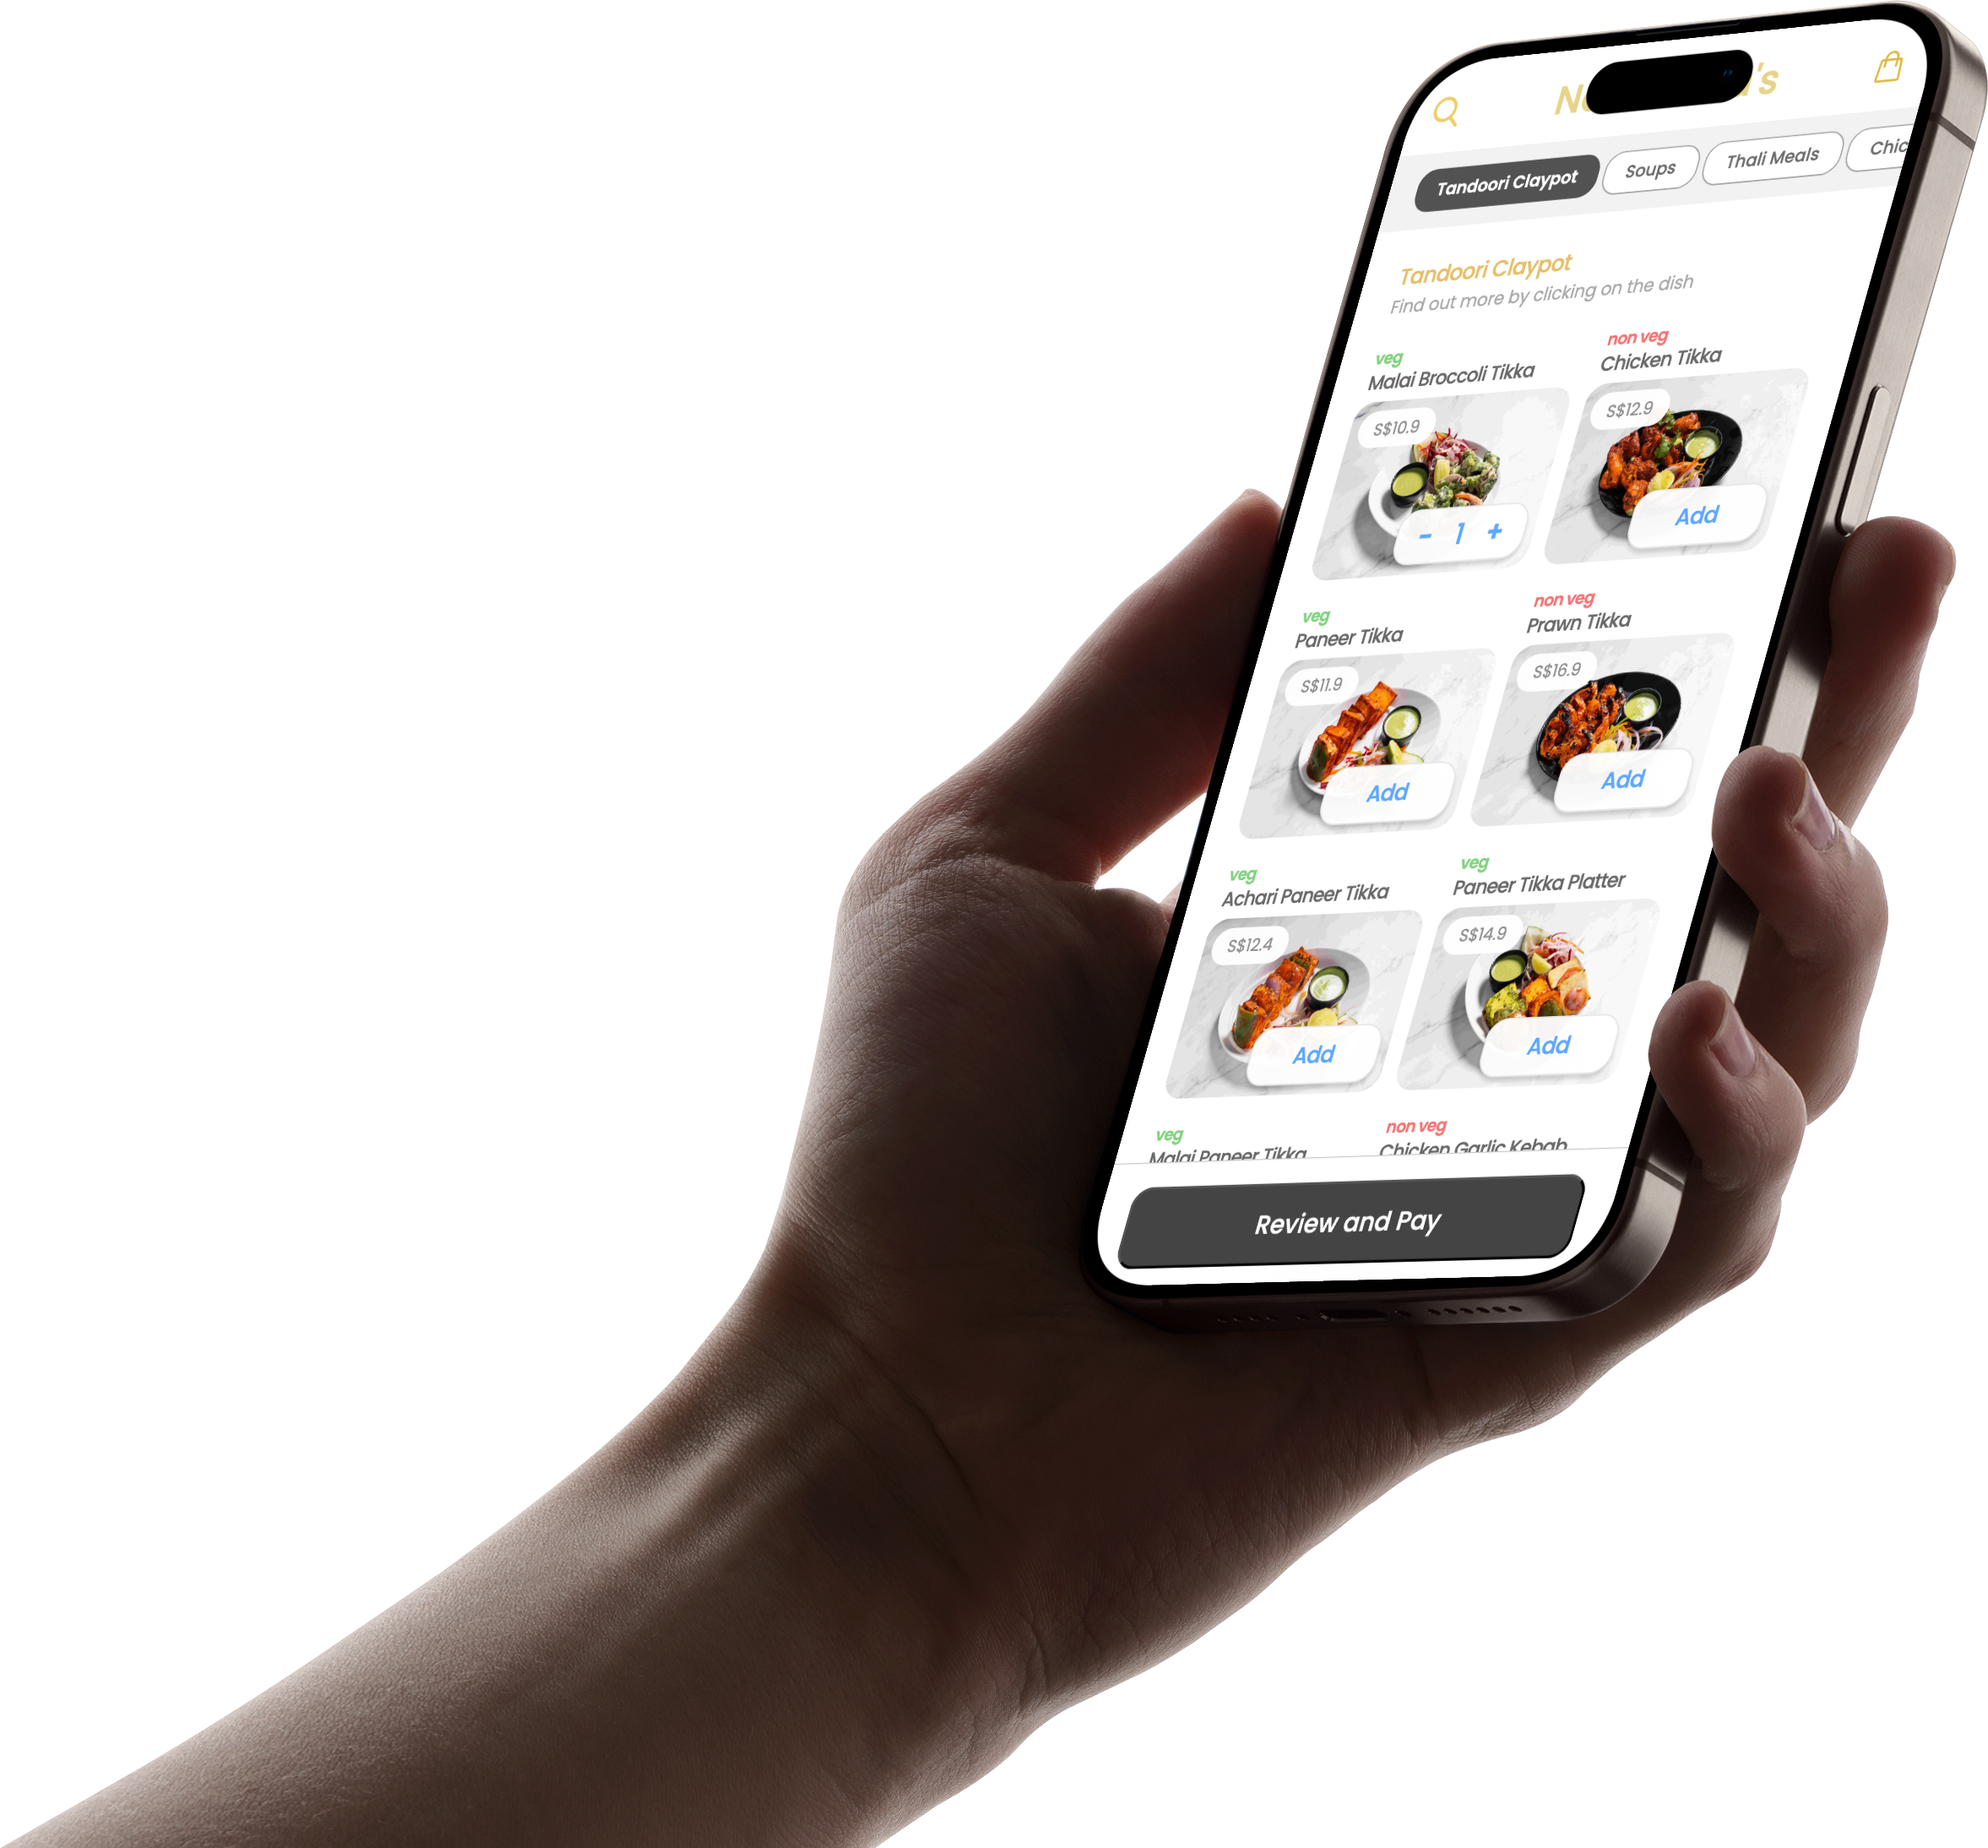 Tandoori Claypot Soups Thali Meals
Tandoori Claypot
Find out more by clicking on the dish
veg
Malai Broccoli Tikka
S$10.9
- 1 +
non veg
Chicken Tikka
S$12.9
Add
veg
Paneer Tikka
S$11.9
Add
non veg
Prawn Tikka
S$16.9
Add
veg
Achari Paneer Tikka
S$12.4
Add
veg
Paneer Tikka Platter
S$14.9
Add
veg
Malai Paneer Tikka
non veg
Chicken Garlic Kebab
Review and Pay